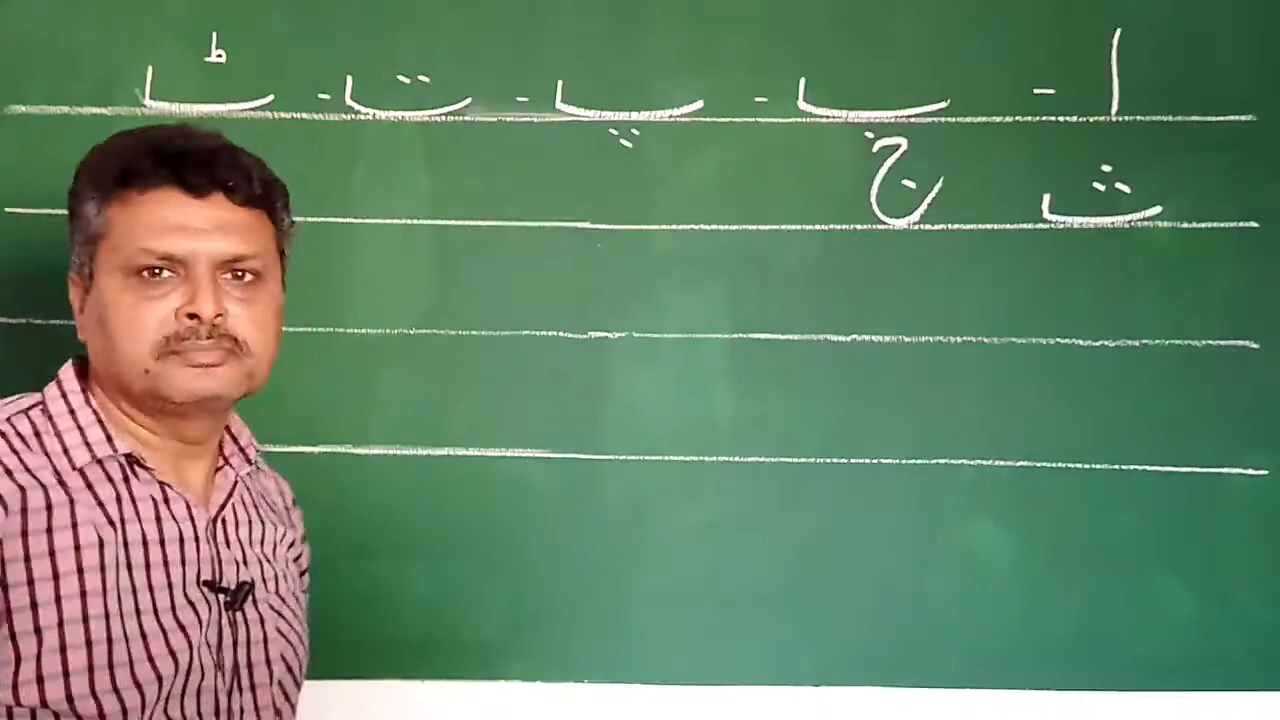 ا - ب - پ - ت - ٹ
ث ج